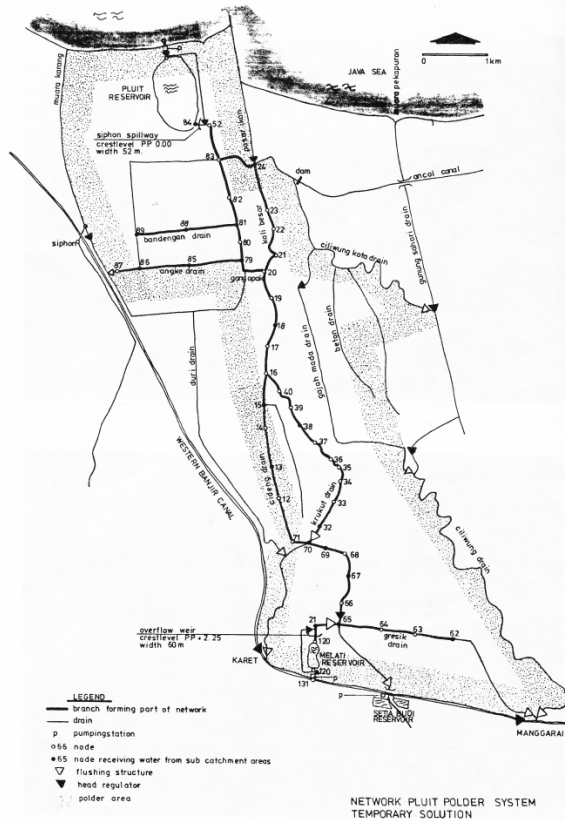 JAVA SEA
0 1km
muara karang
PLUIT
RESERVOIR
p
84
52
siphon spillway
crestlevel PP 0.00
width 52 m.
pasar ikan
muara pekapuran
83
24
dam
ancol canal
82
23
kali besar
22
gunung sahari drain
89
88
81
bandengan drain
80
siphon
87
86
85
79
angke drain
21
20
gang apak
ciliwung kota drain
19
18
17
gajah mada drain
beton drain
duri drain
16
40
39
15
38
14
37
36
35
34
33
13
12
cideng drain
krukut drain
32
WESTERN BANJIR CANAL
71
70
69
68
67
66
ciliwung drain
21
65
64
63
62
gresik
drain
overflow weir
crestlevel PP+2.25
width 60m
120
MELATI
RESERVOIR
120
KARET
131
p
p
SETIA BUDI
RESERVOIR
MANGGARAI
LEGEND
branch forming part of network
drain
p pumpingstation
66 node
65 node receiving water from sub catchment areas
flushing structure
head regulator
polder area
NETWORK PLUIT POLDER SYSTEM
TEMPORARY SOLUTION